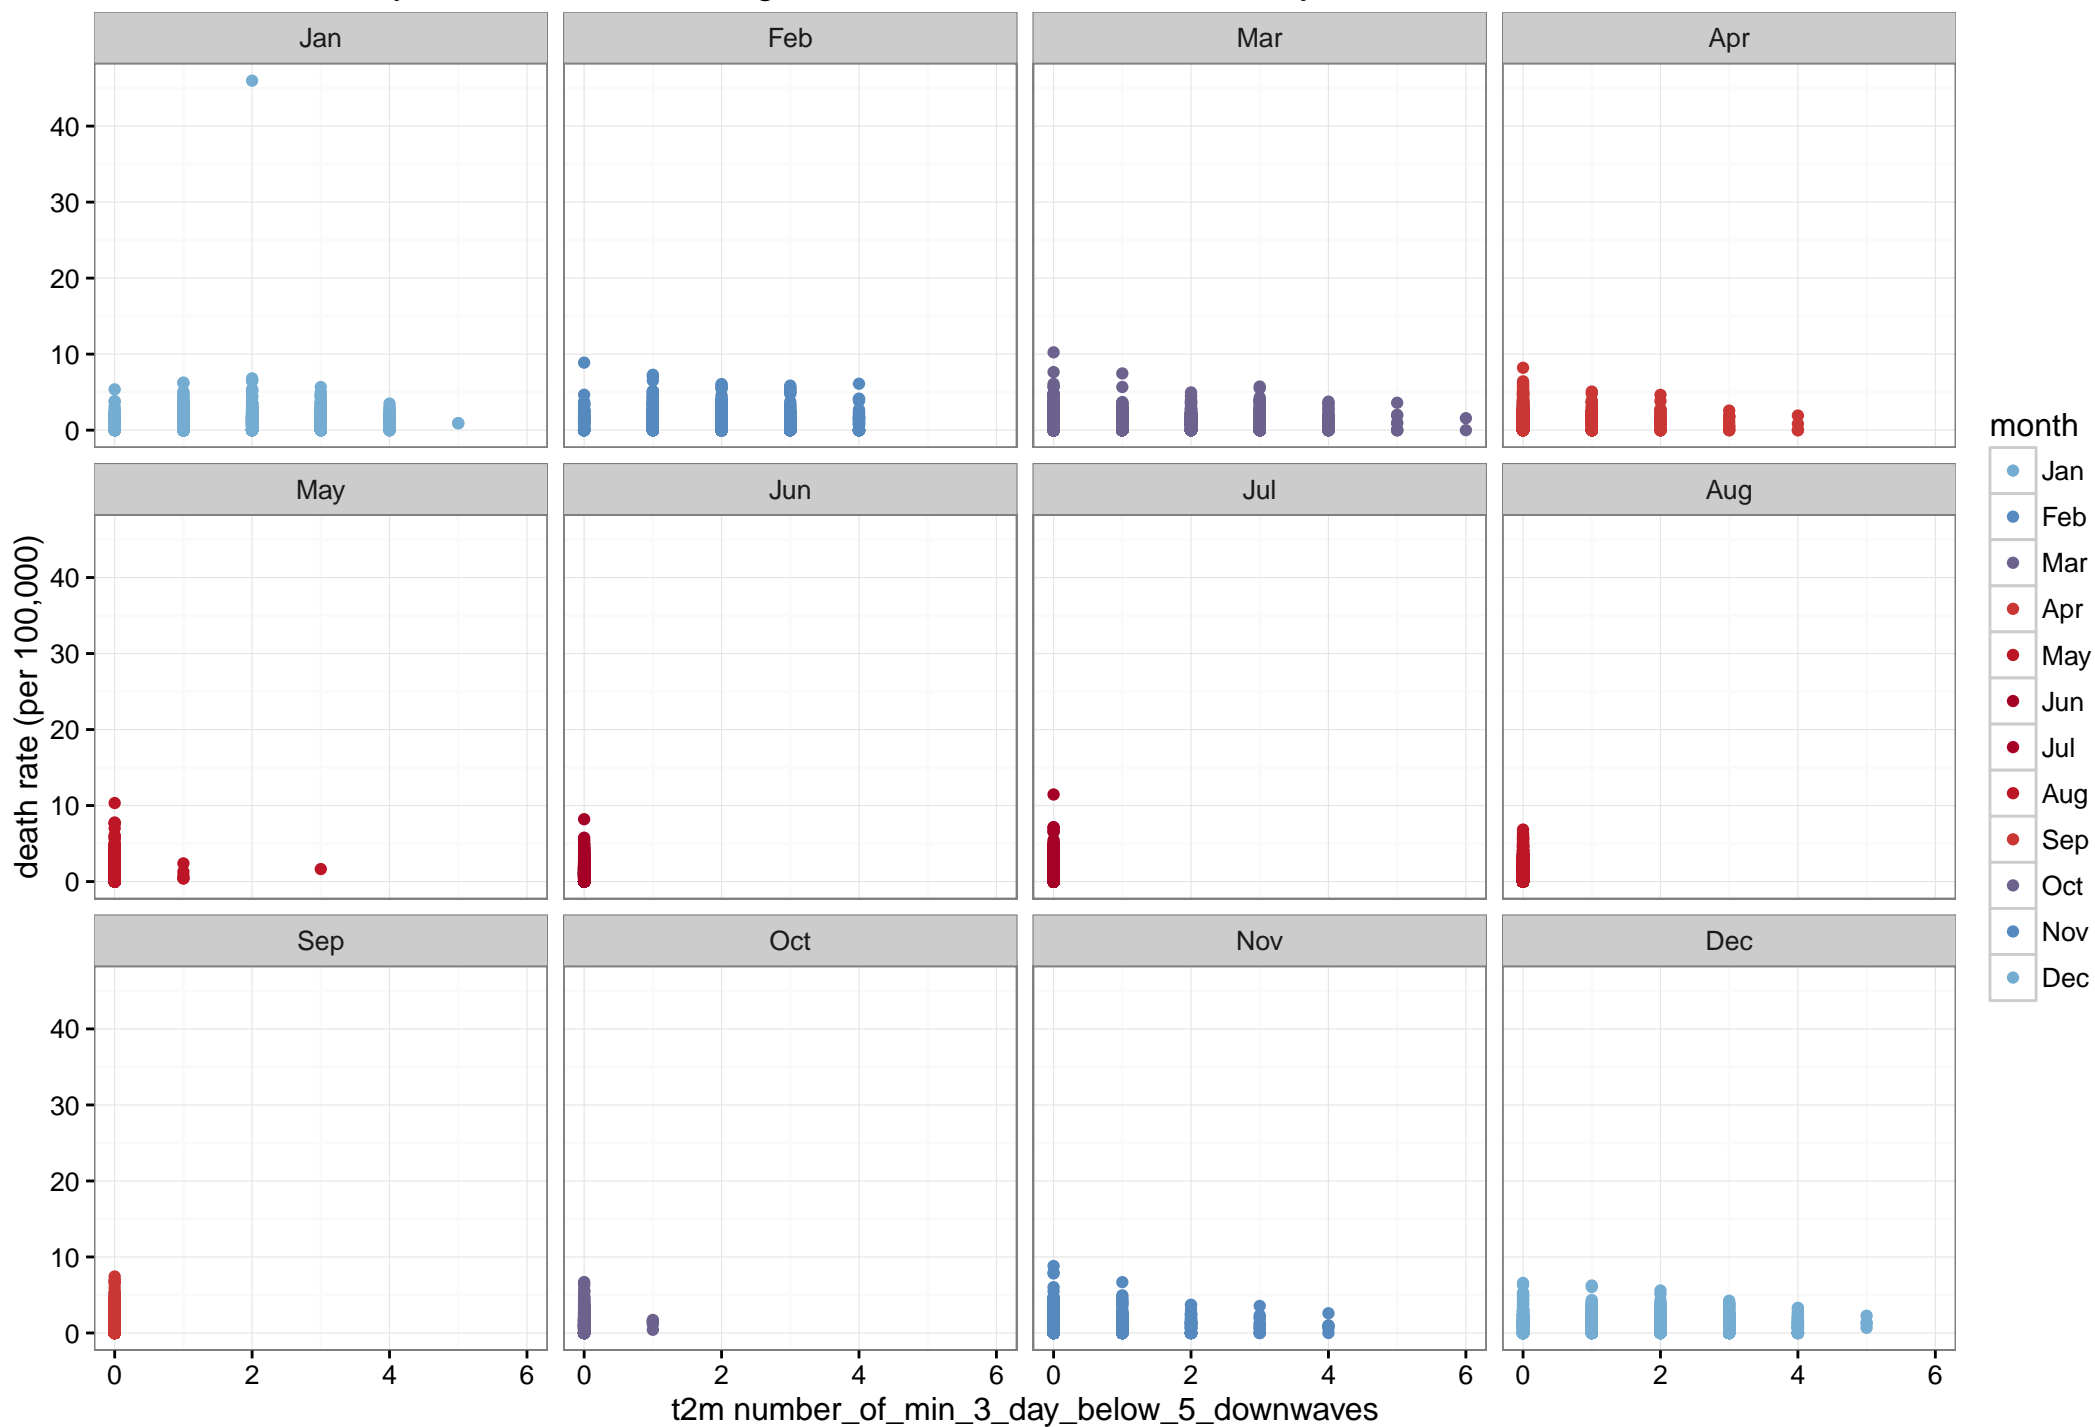 Jan Feb Mar Apr
40
30
20
10
0
May Jun Jul Aug
40
30
20
10
0
Sep Oct Nov Dec
40
30
20
10
0
0 2 4 6 0 2 4 6 0 2 4 6 0 2 4 6
t2m number_of_min_3_day_below_5_downwaves
death rate (per 100,000)
month
Jan
Feb
Mar
Apr
May
Jun
Jul
Aug
Sep
Oct
Nov
Dec